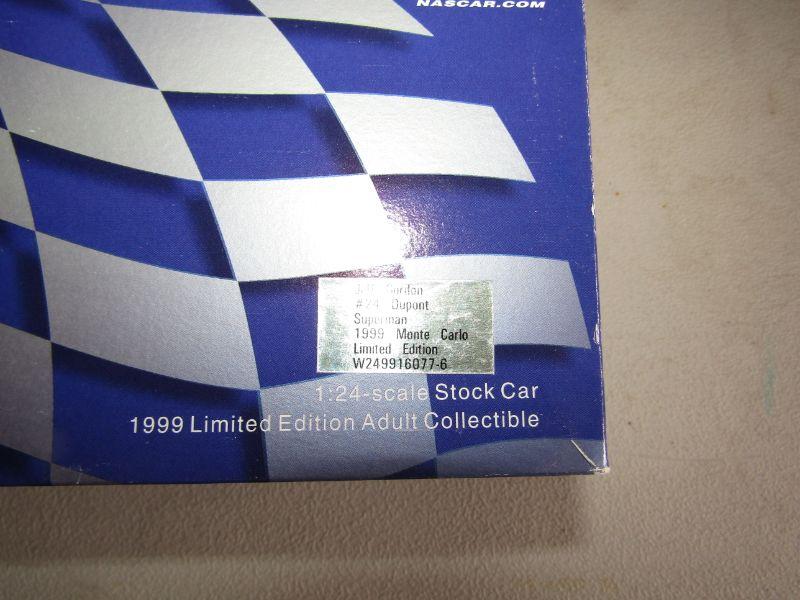 NASCAR.COM
Jeff Gordon
#24 Dupont
Superman
1999 Monte Carlo
Limited Edition
W249916077-6
1:24-scale Stock Car
1999 Limited Edition Adult Collectible